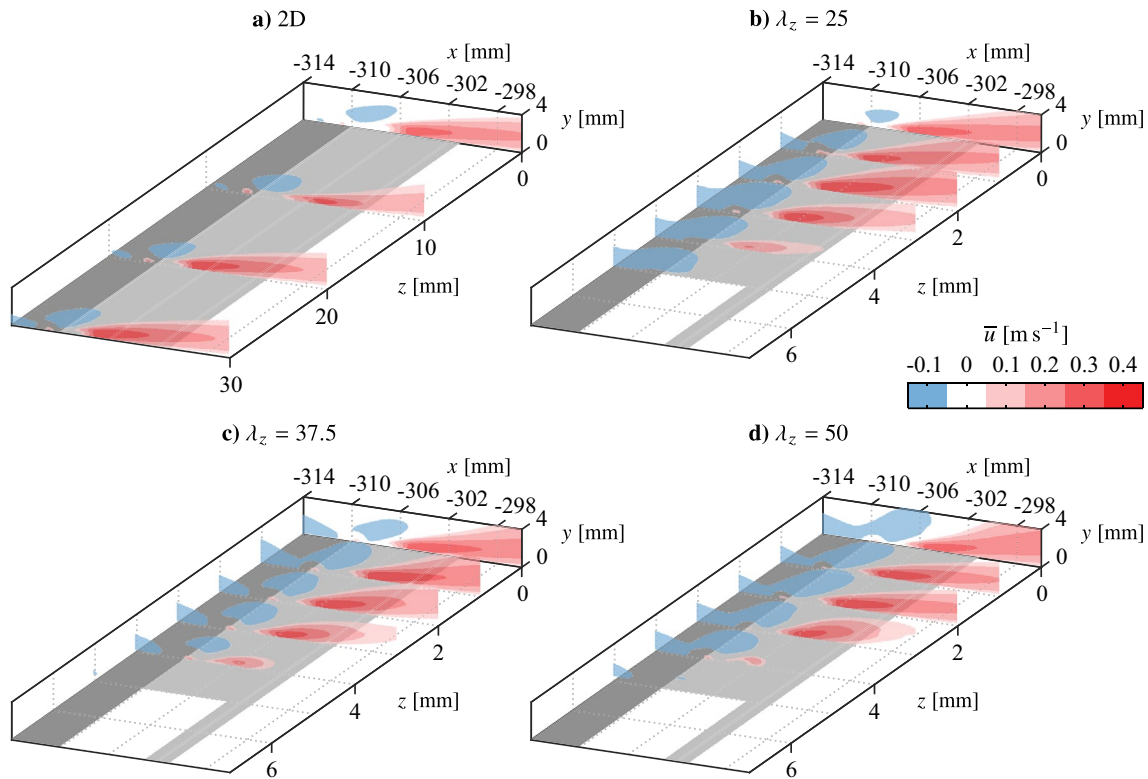 a) 2D
x [mm]
-314
-310
-306
-302
-298
4
y [mm]
0
0
10
z [mm]
20
30
b) λz = 25
x [mm]
-314
-310
-306
-302
-298
4
y [mm]
0
0
2
4
z [mm]
6
u̅ [m s−1]
-0.1 0 0.1 0.2 0.3 0.4
c) λz = 37.5
x [mm]
-314
-310
-306
-302
-298
4
y [mm]
0
0
2
4
z [mm]
6
d) λz = 50
x [mm]
-314
-310
-306
-302
-298
4
y [mm]
0
0
2
4
z [mm]
6